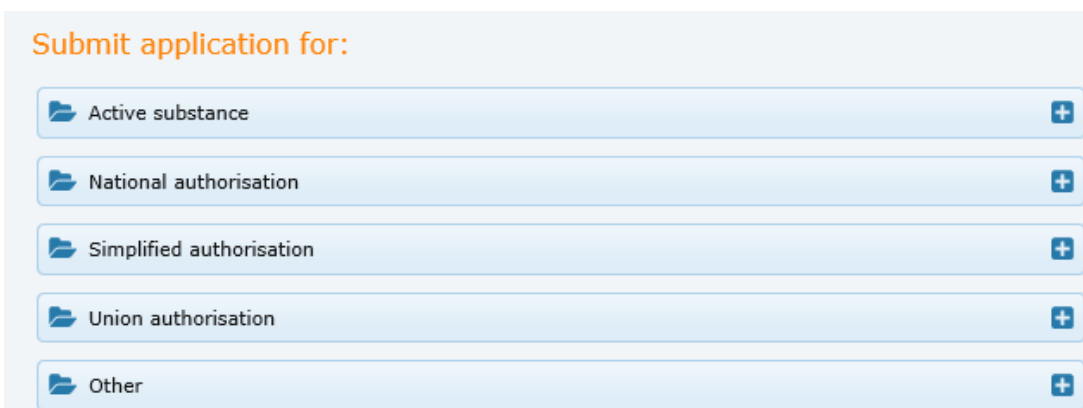 Submit application for:
Active substance
National authorisation
Simplified authorisation
Union authorisation
Other